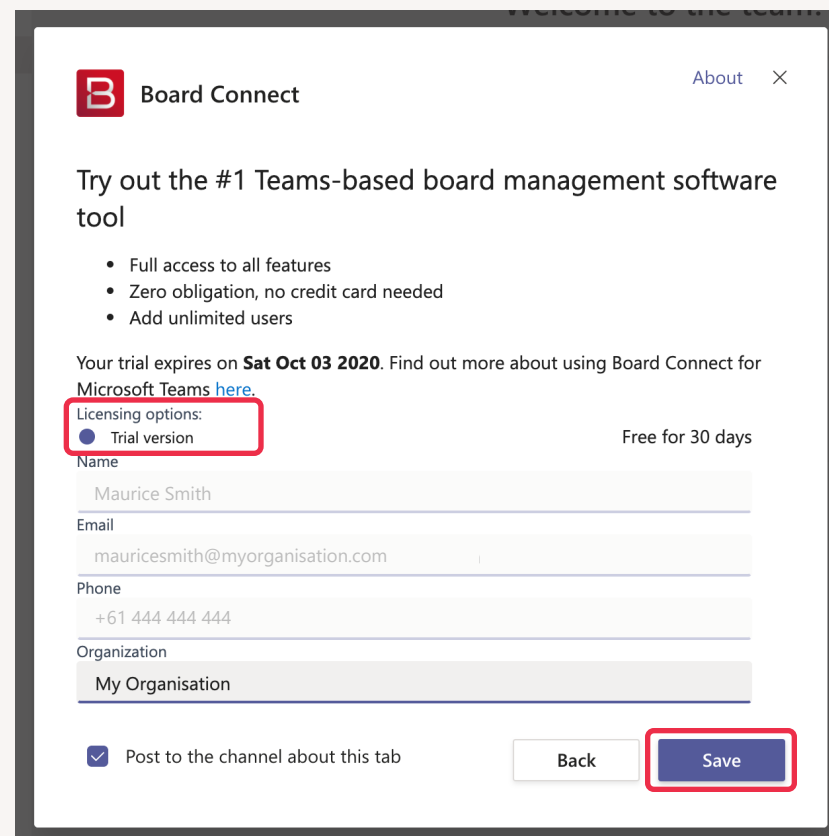 Welcome to the team!
Board Connect
About
Try out the #1 Teams-based board management software
tool
• Full access to all features
• Zero obligation, no credit card needed
• Add unlimited users
Your trial expires on Sat Oct 03 2020. Find out more about using Board Connect for
Microsoft Teams here.
Licensing options:
Trial version
Free for 30 days
Name
Maurice Smith
Email
mauricesmith@myorganisation.com
Phone
+61 444 444 444
Organization
My Organisation
Post to the channel about this tab
Back
Save